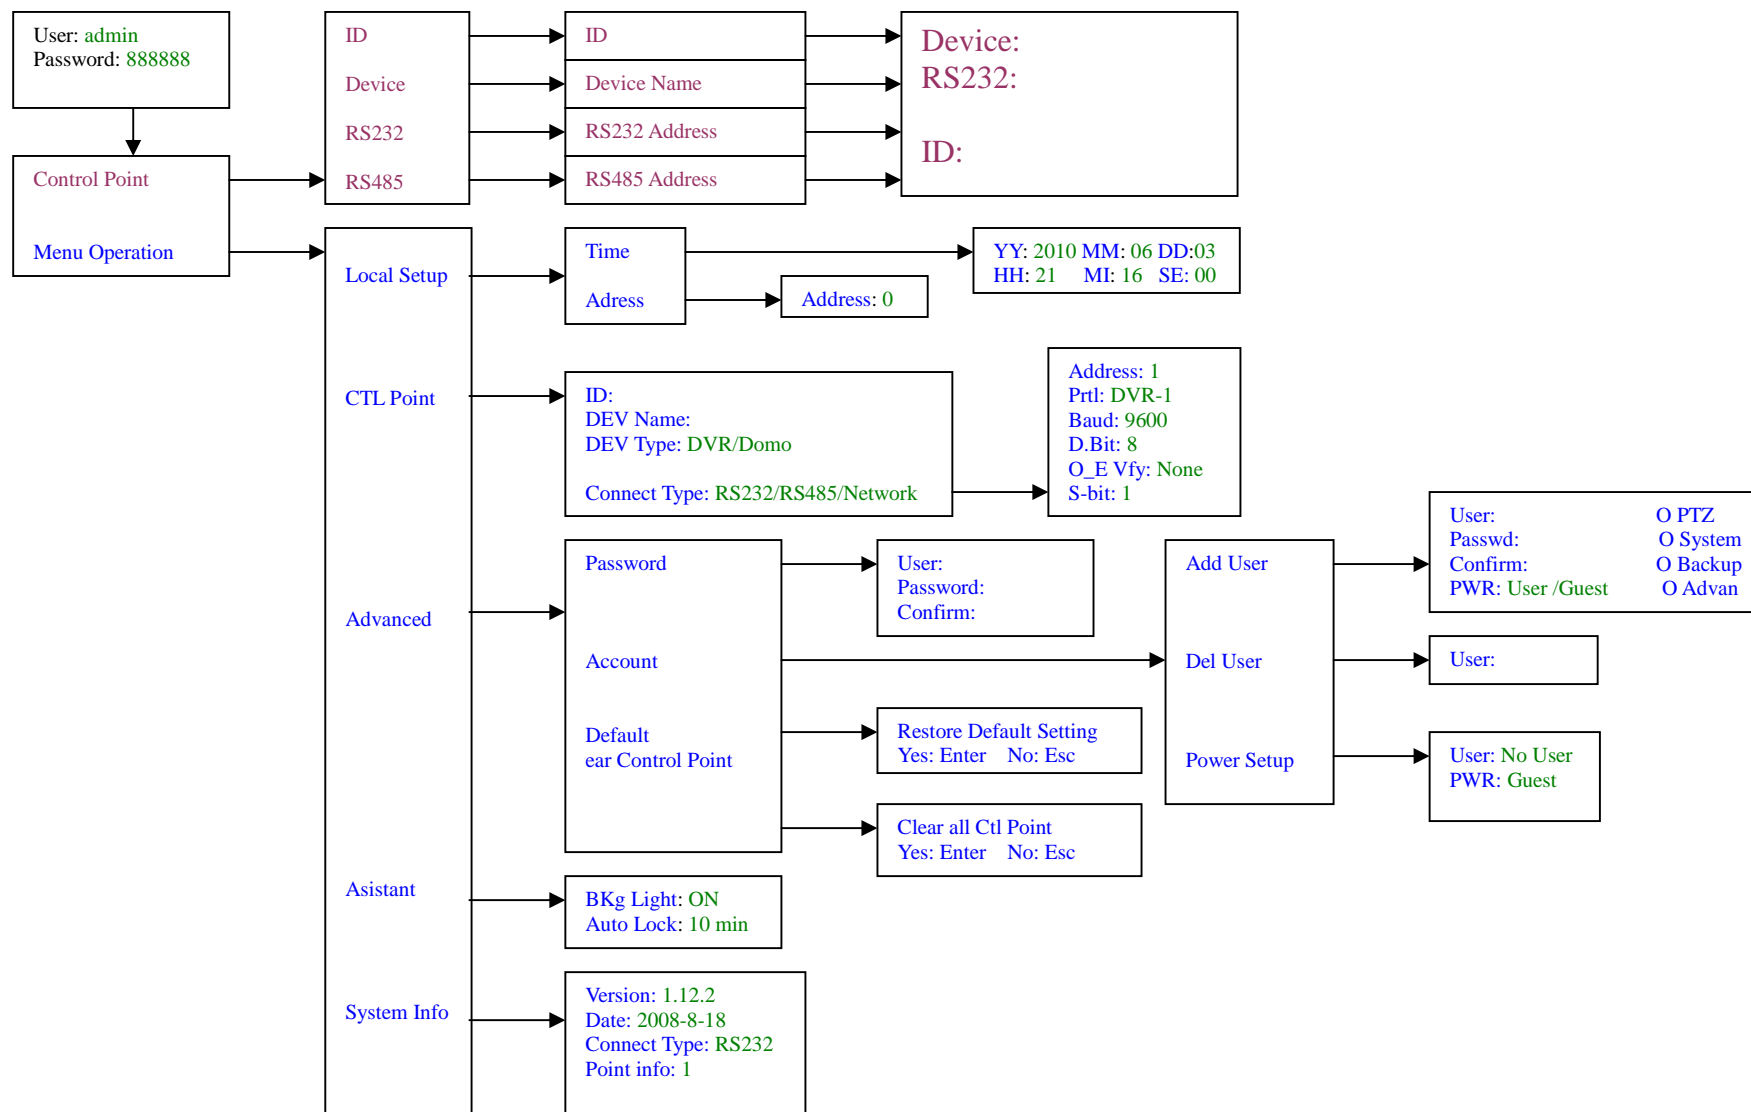 User: admin
Password: 888888
Control Point
Menu Operation
ID
Device
RS232
RS485
ID
Device Name
RS232 Address
RS485 Address
Device:
RS232:
ID:
Local Setup
CTL Point
Advanced
Asistant
System Info
Time
Adress
YY: 2010 MM: 06 DD:03
HH: 21 MI: 16 SE: 00
Address: 0
ID:
DEV Name:
DEV Type: DVR/Domo
Connect Type: RS232/RS485/Network
Address: 1
Prtl: DVR-1
Baud: 9600
D.Bit: 8
O_E Vfy: None
S-bit: 1
Password
Account
Default
ear Control Point
User:
Password:
Confirm:
Restore Default Setting
Yes: Enter No: Esc
Clear all Ctl Point
Yes: Enter No: Esc
Add User
Del User
Power Setup
User: O PTZ
Passwd: O System
Confirm: O Backup
PWR: User /Guest O Advan
User:
User: No User
PWR: Guest
BKg Light: ON
Auto Lock: 10 min
Version: 1.12.2
Date: 2008-8-18
Connect Type: RS232
Point info: 1